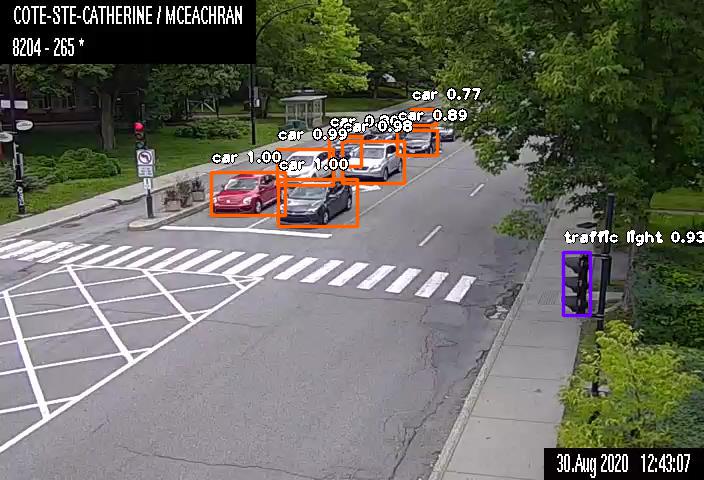 COTE-STE-CATHERINE / MCEACHRAN
8204 - 265 *
car 0.77
car 0.89
car 0.98
car 0.99
car 1.00
car 1.00
traffic light 0.93
30.Aug 2020 12:43:07